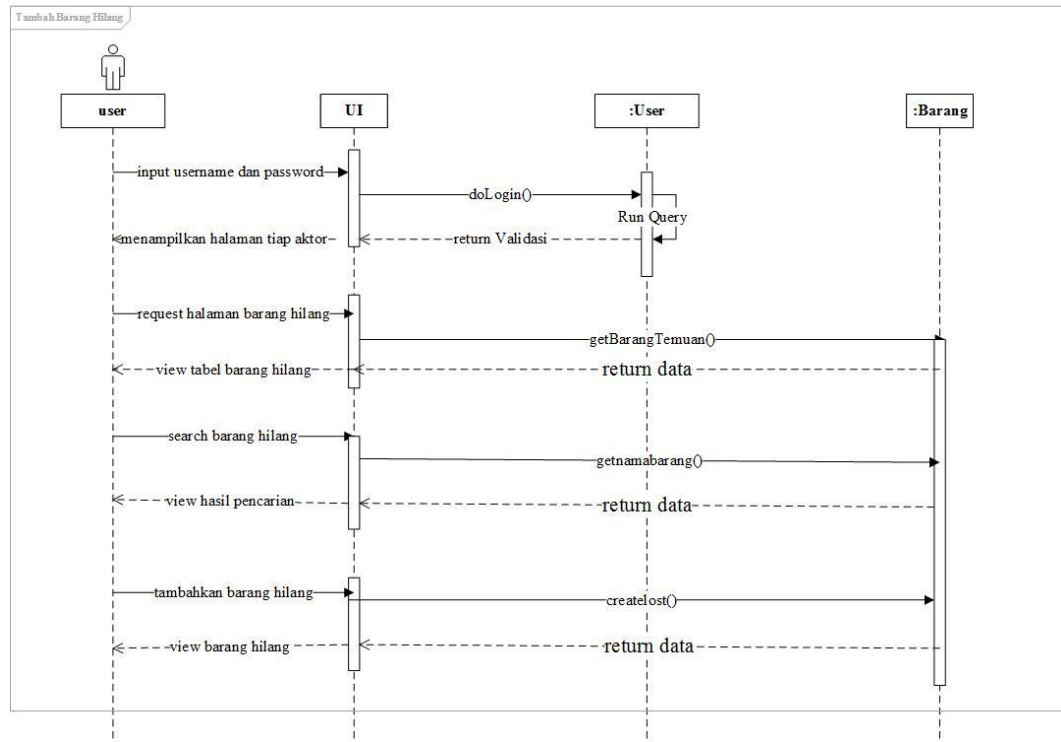 Tambah Barang Hilang
user
UI
:User
:Barang
input username dan password
doLogin()
Run Query
menampilkan halaman tiap aktor
return Validasi
request halaman barang hilang
getBarangTemuan()
view tabel barang hilang
return data
search barang hilang
getnamabarang()
view hasil pencarian
return data
tambahkan barang hilang
createlost()
view barang hilang
return data